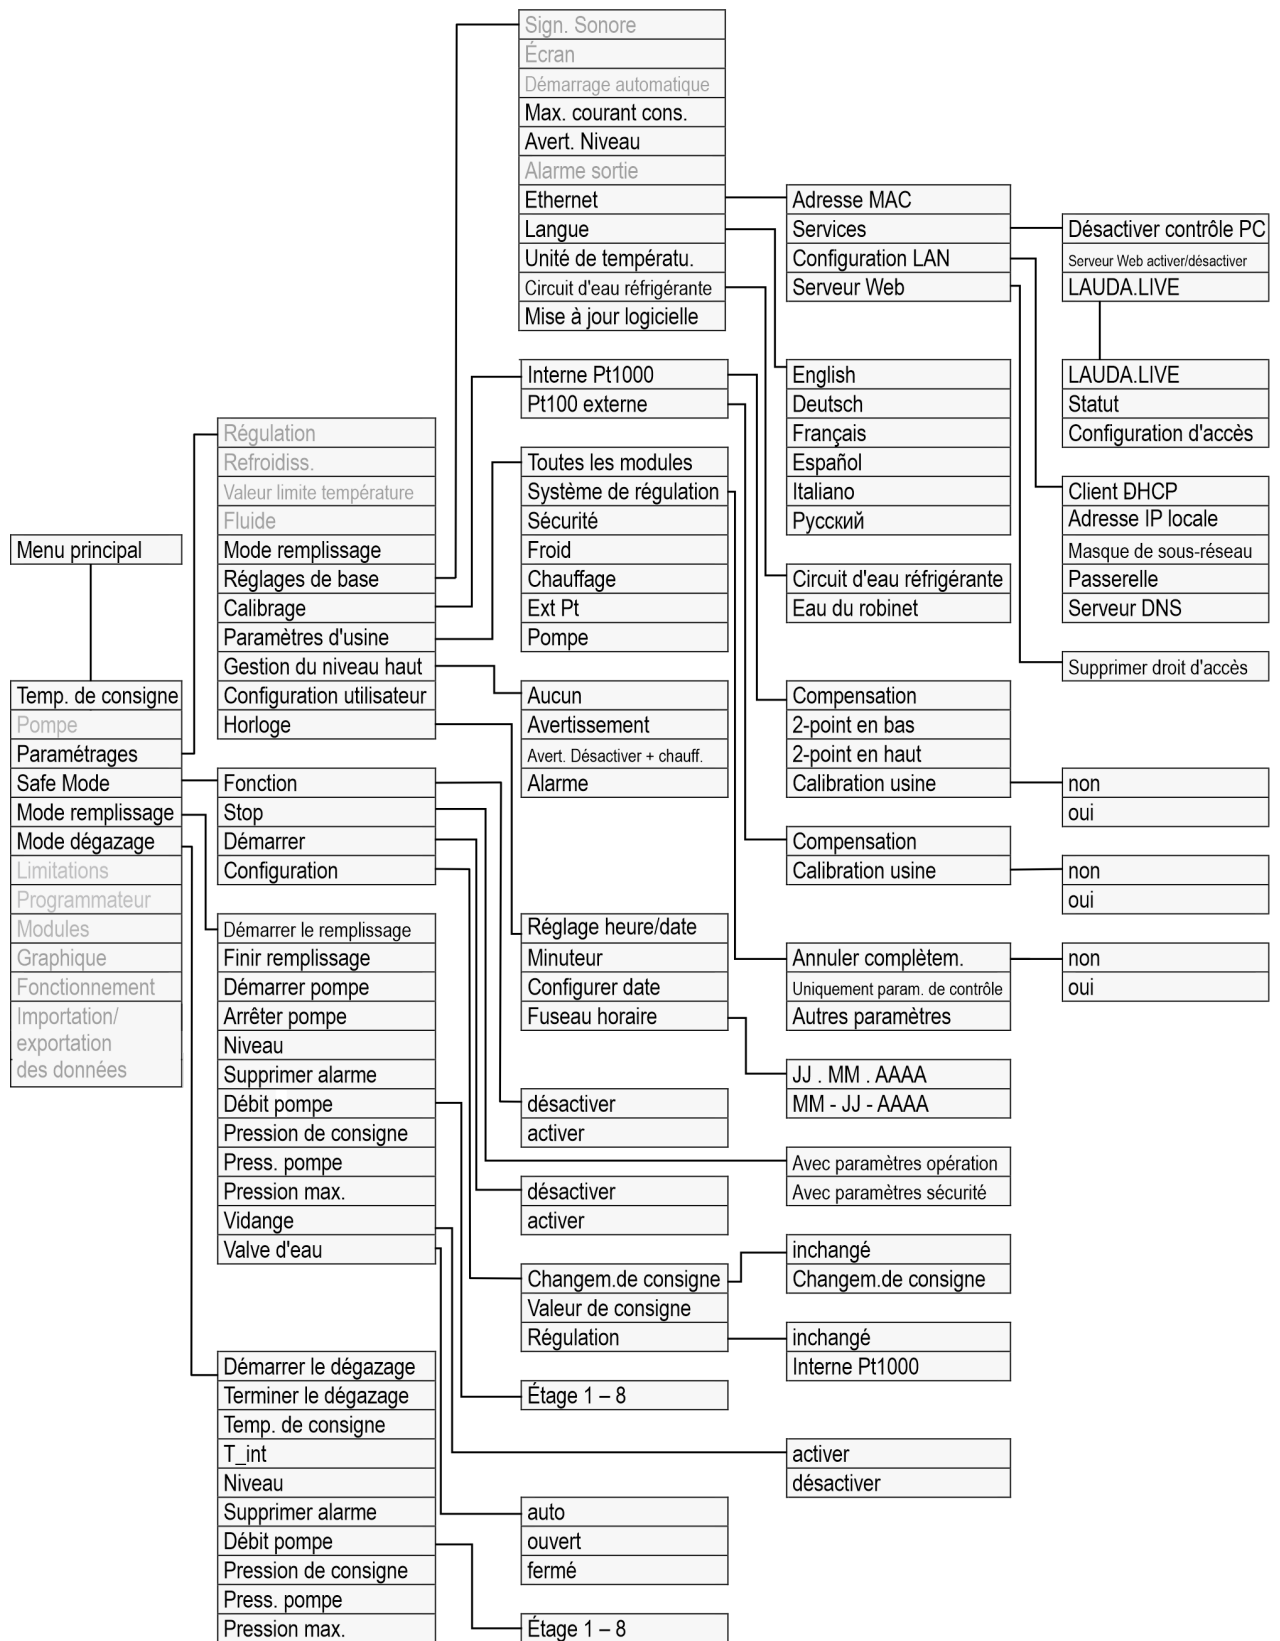 Menu principal
Temp. de consigne
Pompe
Paramétrages
Safe Mode
Mode remplissage
Mode dégazage
Limitations
Programmateur
Modules
Graphique
Fonctionnement
Importation/
exportation
des données
Régulation
Refroidiss.
Valeur limite température
Fluide
Mode remplissage
Réglages de base
Calibrage
Paramètres d'usine
Gestion du niveau haut
Configuration utilisateur
Horloge
Fonction
Stop
Démarrer
Configuration
Démarrer le remplissage
Finir remplissage
Démarrer pompe
Arrêter pompe
Niveau
Supprimer alarme
Débit pompe
Pression de consigne
Press. pompe
Pression max.
Vidange
Valve d'eau
Démarrer le dégazage
Terminer le dégazage
Temp. de consigne
T_int
Niveau
Supprimer alarme
Débit pompe
Pression de consigne
Press. pompe
Pression max.
Sign. Sonore
Écran
Démarrage automatique
Max. courant cons.
Avert. Niveau
Alarme sortie
Ethernet
Langue
Unité de températu.
Circuit d'eau réfrigérante
Mise à jour logicielle
Interne Pt1000
Pt100 externe
Toutes les modules
Système de régulation
Sécurité
Froid
Chauffage
Ext Pt
Pompe
Aucun
Avertissement
Avert. Désactiver + chauff.
Alarme
Réglage heure/date
Minuteur
Configurer date
Fuseau horaire
désactiver
activer
désactiver
activer
Changem.de consigne
Valeur de consigne
Régulation
Étage 1 – 8
auto
ouvert
fermé
Étage 1 – 8
Adresse MAC
Services
Configuration LAN
Serveur Web
English
Deutsch
Français
Español
Italiano
Русский
Circuit d'eau réfrigérante
Eau du robinet
Compensation
2-point en bas
2-point en haut
Calibration usine
Compensation
Calibration usine
Annuler complètem.
Uniquement param. de contrôle
Autres paramètres
JJ . MM . AAAA
MM - JJ - AAAA
Avec paramètres opération
Avec paramètres sécurité
inchangé
Changem.de consigne
inchangé
Interne Pt1000
activer
désactiver
Désactiver contrôle PC
Serveur Web activer/désactiver
LAUDA.LIVE
LAUDA.LIVE
Statut
Configuration d'accès
Client ĐHCP
Adresse IP locale
Masque de sous-réseau
Passerelle
Serveur DNS
Supprimer droit d'accès
non
oui
non
oui
non
oui